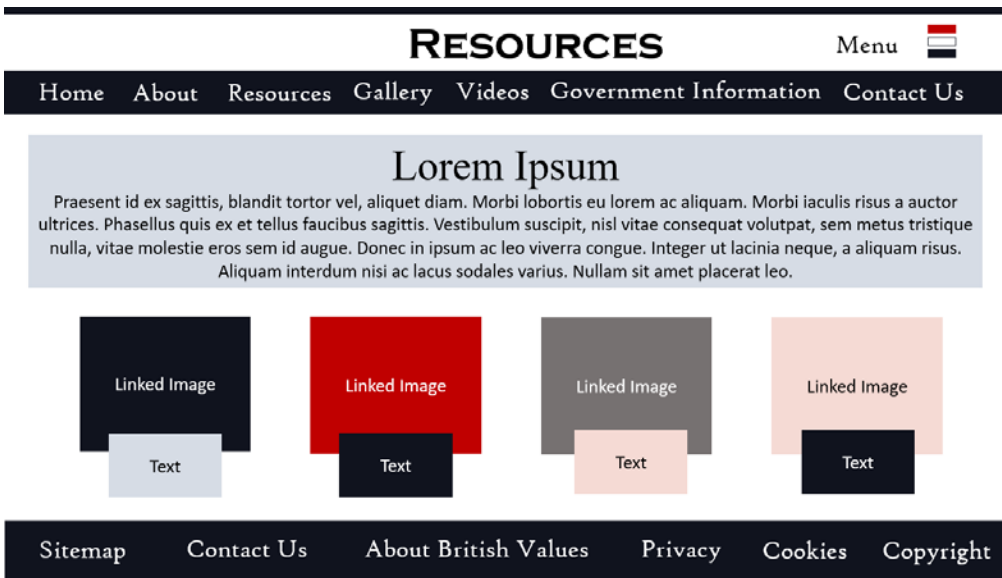 RESOURCES
Menu
Home About Resources Gallery Videos Government Information Contact Us
Lorem Ipsum
Praesent id ex sagittis, blandit tortor vel, aliquet diam. Morbi lobortis eu lorem ac aliquam. Morbi iaculis risus a auctor
ultrices. Phasellus quis ex et tellus faucibus sagittis. Vestibulum suscipit, nisl vitae consequat volutpat, sem metus tristique
nulla, vitae molestie eros sem id augue. Donec in ipsum ac leo viverra congue. Integer ut lacinia neque, a aliquam risus.
Aliquam interdum nisi ac lacus sodales varius. Nullam sit amet placerat leo.
Linked Image Linked Image Linked Image Linked Image
Text Text Text Text
Sitemap Contact Us About British Values Privacy Cookies Copyright